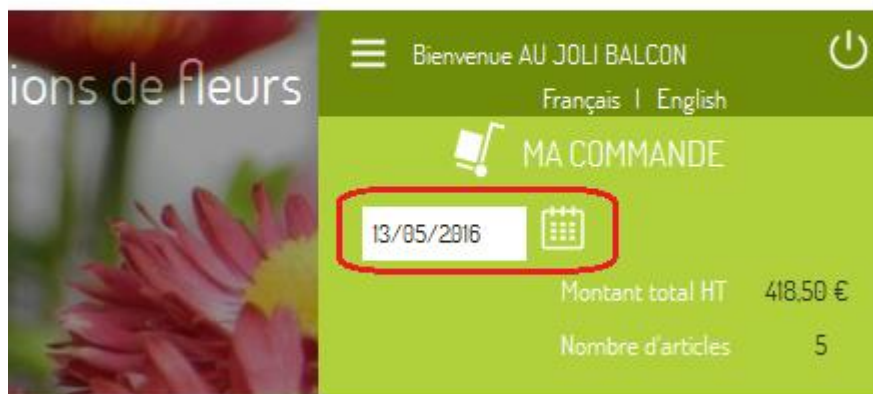 ions de fleurs
Bienvenue AU JOLI BALCON
Français | English
MA COMMANDE
13/05/2016
Montant total HT 418,50 €
Nombre d'articles 5